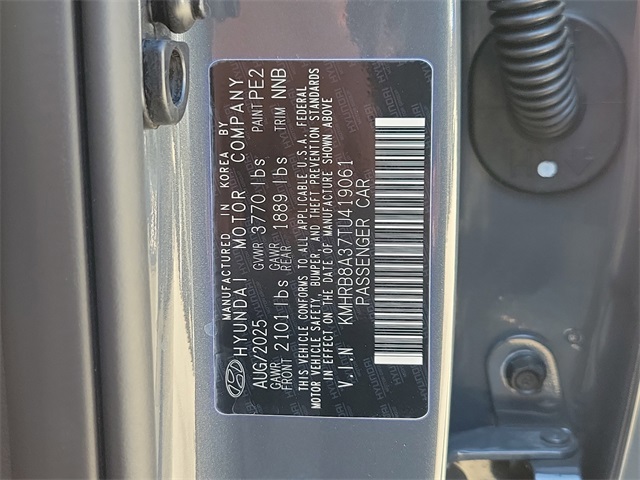 MANUFACTURED IN KOREA BY
HYUNDAI MOTOR COMPANY
AUG/2025 GVWR 3770 lbs PAINT PE2
GAWR FRONT 2101 lbs GAWR REAR 1889 lbs TRIM NNB
THIS VEHICLE CONFORMS TO ALL APPLICABLE U.S.A. FEDERAL
MOTOR VEHICLE SAFETY, BUMPER, AND THEFT PREVENTION STANDARDS
IN EFFECT ON THE DATE OF MANUFACTURE SHOWN ABOVE
V.I.N KMHRB8A37TU419061
PASSENGER CAR